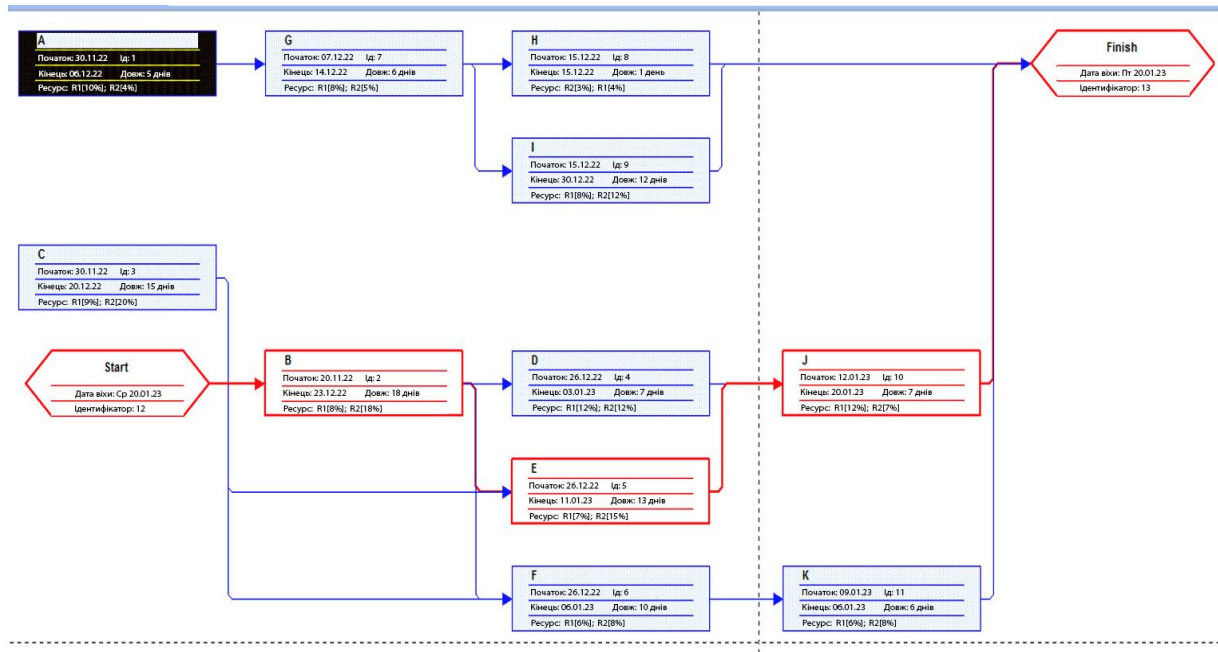 A
Початок: 30.11.22 Ід: 1
Кінець: 06.12.22 Довж: 5 днів
Ресурс: R1[10%]; R2[4%]
G
Початок: 07.12.22 Ід: 7
Кінець: 14.12.22 Довж: 6 днів
Ресурс: R1[8%]; R2[5%]
H
Початок: 15.12.22 Ід: 8
Кінець: 15.12.22 Довж: 1 день
Ресурс: R2[3%]; R1[4%]
Finish
Дата віхи: Пт 20.01.23
Ідентифікатор: 13
I
Початок: 15.12.22 Ід: 9
Кінець: 30.12.22 Довж: 12 днів
Ресурс: R1[8%]; R2[12%]
C
Початок: 30.11.22 Ід: 3
Кінець: 20.12.22 Довж: 15 днів
Ресурс: R1[9%]; R2[20%]
Start
Дата віхи: Ср 20.01.23
Ідентифікатор: 12
B
Початок: 20.11.22 Ід: 2
Кінець: 23.12.22 Довж: 18 днів
Ресурс: R1[8%]; R2[18%]
D
Початок: 26.12.22 Ід: 4
Кінець: 03.01.23 Довж: 7 днів
Ресурс: R1[12%]; R2[12%]
J
Початок: 12.01.23 Ід: 10
Кінець: 20.01.23 Довж: 7 днів
Ресурс: R1[12%]; R2[7%]
E
Початок: 26.12.22 Ід: 5
Кінець: 11.01.23 Довж: 13 днів
Ресурс: R1[7%]; R2[15%]
F
Початок: 26.12.22 Ід: 6
Кінець: 06.01.23 Довж: 10 днів
Ресурс: R1[6%]; R2[8%]
K
Початок: 09.01.23 Ід: 11
Кінець: 06.01.23 Довж: 6 днів
Ресурс: R1[6%]; R2[8%]